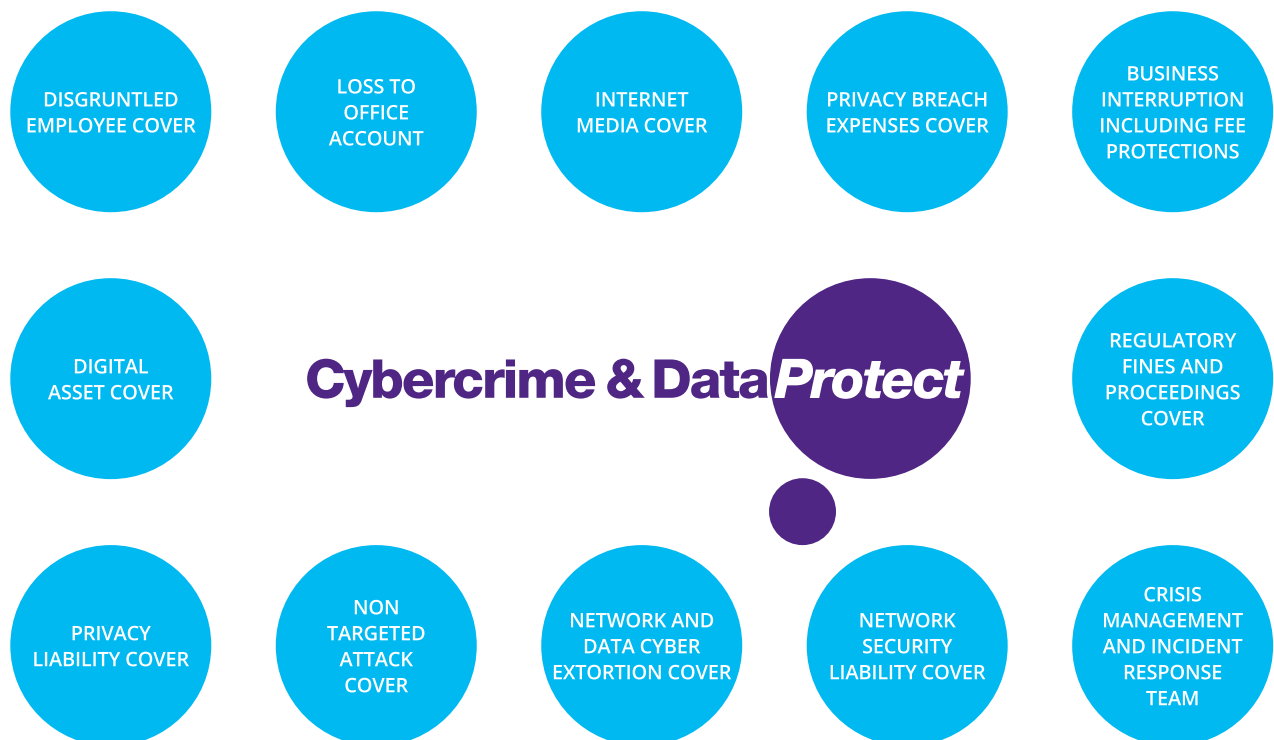 DISGRUNTLED
EMPLOYEE COVER
LOSS TO
OFFICE
ACCOUNT
INTERNET
MEDIA COVER
PRIVACY BREACH
EXPENSES COVER
BUSINESS
INTERRUPTION
INCLUDING FEE
PROTECTIONS
DIGITAL
ASSET COVER
Cybercrime & Data Protect
REGULATORY
FINES AND
PROCEEDINGS
COVER
PRIVACY
LIABILITY COVER
NON
TARGETED
ATTACK
COVER
NETWORK AND
DATA CYBER
EXTORTION COVER
NETWORK
SECURITY
LIABILITY COVER
CRISIS
MANAGEMENT
AND INCIDENT
RESPONSE
TEAM